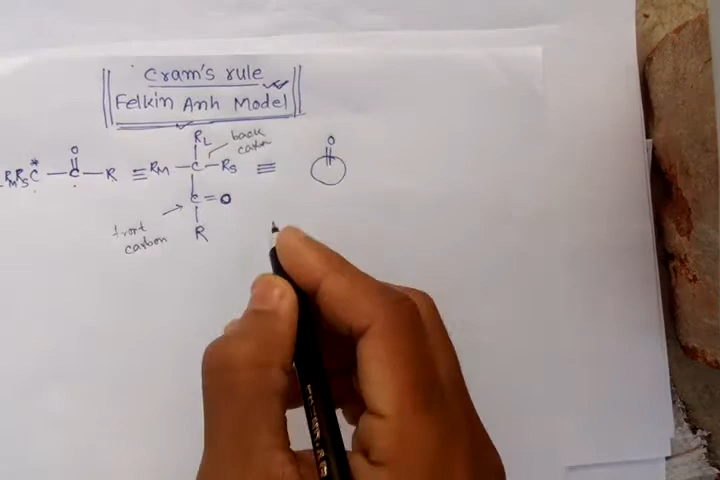 Cram's rule
Felkin Anh Model
RL
back
carbon
O
O
RMRSC* — C — R ≡ RM — C — RS ≡
C = O
front
carbon
R